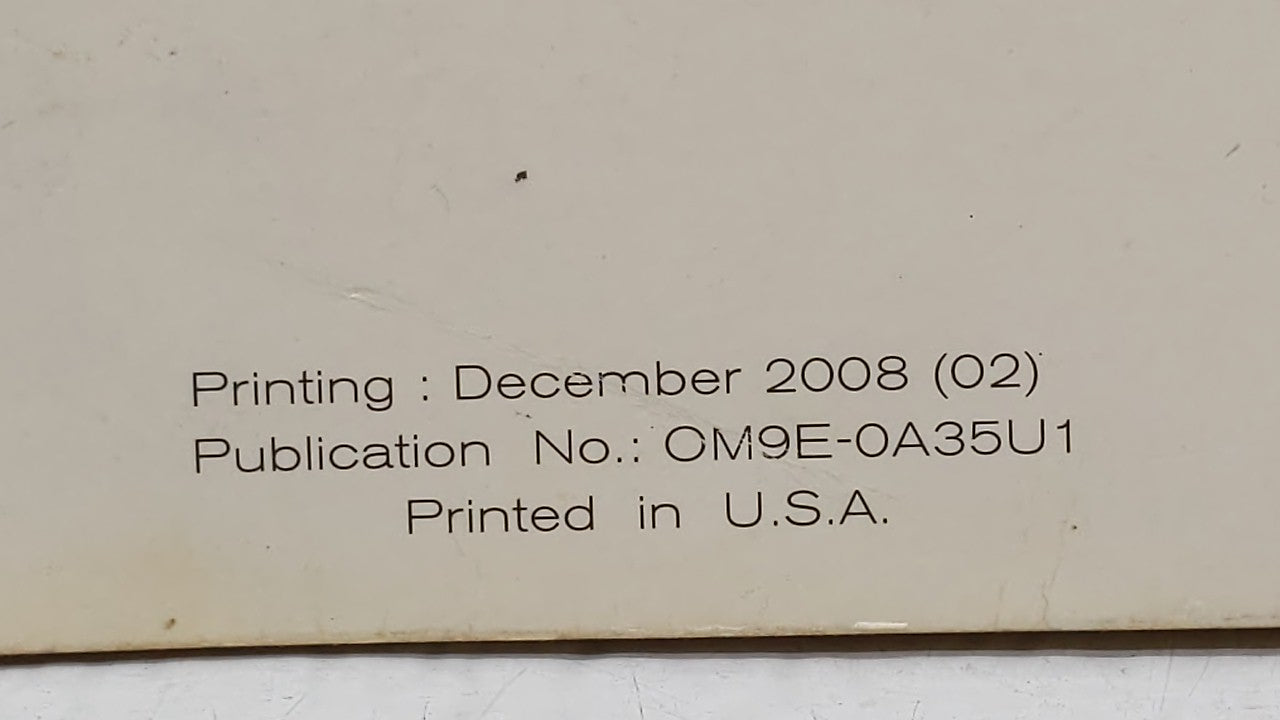 Printing : December 2008 (02)
Publication No.: OM9E-0A35U1
Printed in U.S.A.